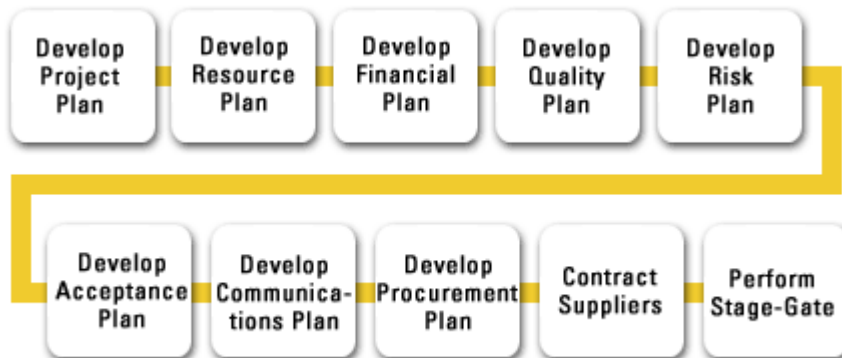 Develop
Project
Plan
Develop
Resource
Plan
Develop
Financial
Plan
Develop
Quality
Plan
Develop
Risk
Plan
Develop
Acceptance
Plan
Develop
Communica-
tions Plan
Develop
Procurement
Plan
Contract
Suppliers
Perform
Stage-Gate